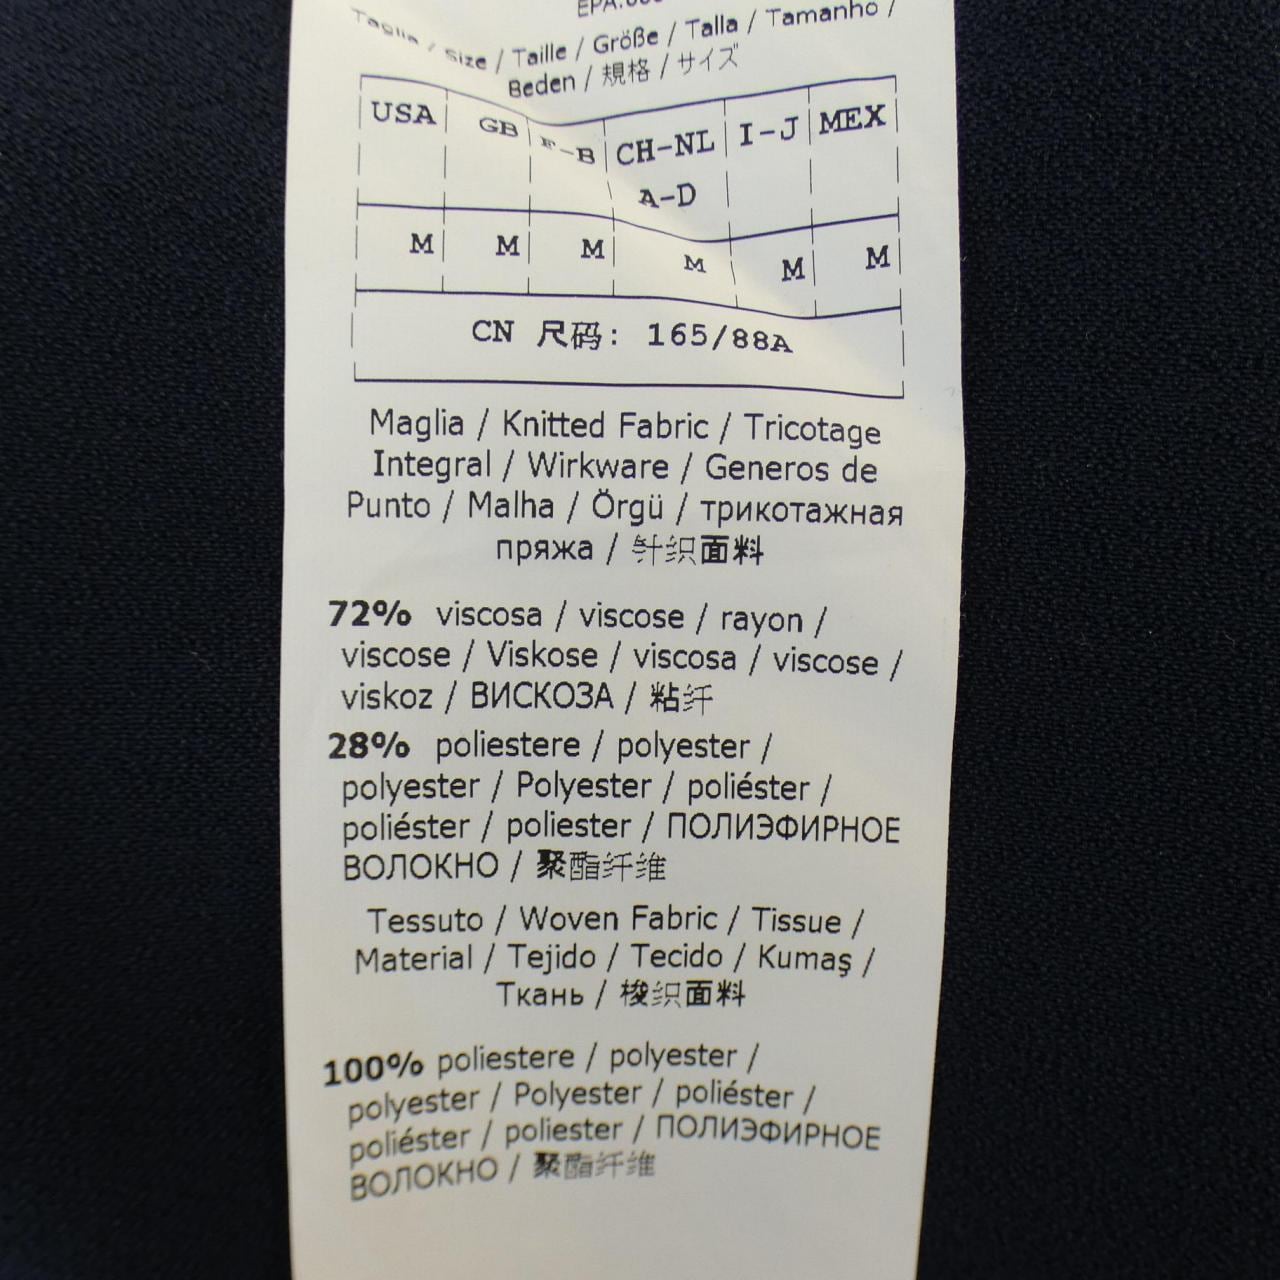 Taglia / Size / Taille / Größe / Talla / Tamanho /
Beden / 規格 / サイズ
USA GB F-B CH-NL A-D I-J MEX
M M M M M M
CN 尺码: 165/88A
Maglia / Knitted Fabric / Tricotage
Integral / Wirkware / Generos de
Punto / Malha / Örgü / трикотажная
пряжа / 针织面料
72% viscosa / viscose / rayon /
viscose / Viskose / viscosa / viscose /
viskoz / ВИСКОЗА / 粘纤
28% poliestere / polyester /
polyester / Polyester / poliéster /
poliéster / poliester / ПОЛИЭФИРНОЕ
ВОЛОКНО / 聚酯纤维
Tessuto / Woven Fabric / Tissue /
Material / Tejido / Tecido / Kumaş /
Ткань / 梭织面料
100% poliestere / polyester /
polyester / Polyester / poliéster /
poliéster / poliester / ПОЛИЭФИРНОЕ
ВОЛОКНО / 聚酯纤维